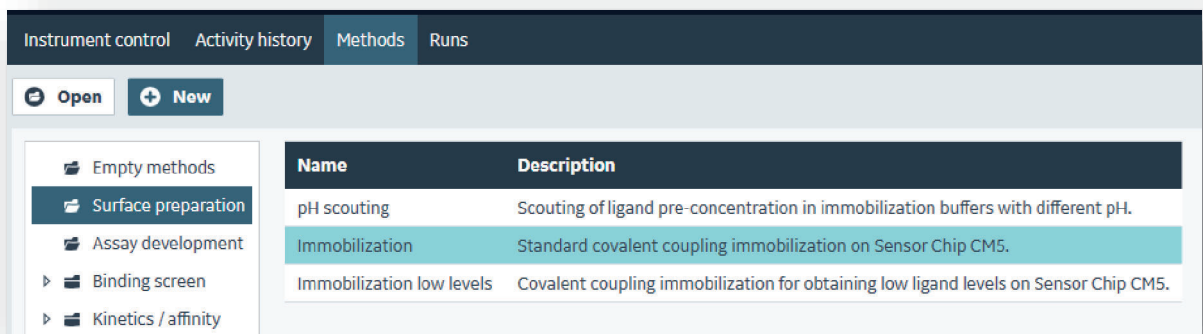 Instrument control Activity history Methods Runs
Open New
Empty methods
Surface preparation
Assay development
Binding screen
Kinetics / affinity
Name Description
pH scouting Scouting of ligand pre-concentration in immobilization buffers with different pH.
Immobilization Standard covalent coupling immobilization on Sensor Chip CM5.
Immobilization low levels Covalent coupling immobilization for obtaining low ligand levels on Sensor Chip CM5.